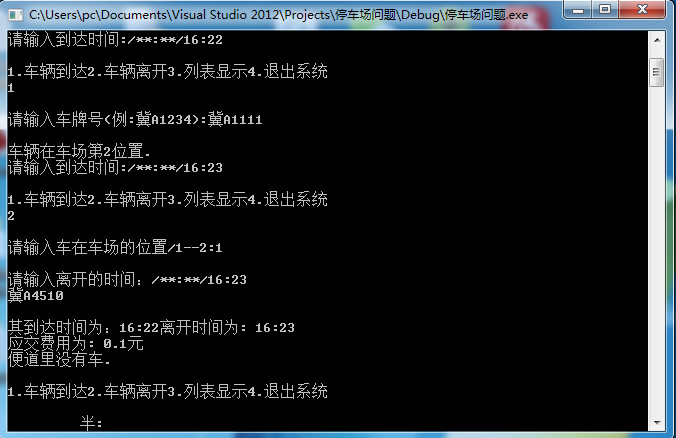 C:\Users\pc\Documents\Visual Studio 2012\Projects\停车场问题\Debug\停车场问题.exe
请输入到达时间:/**:**/16:22
1.车辆到达2.车辆离开3.列表显示4.退出系统
1
请输入车牌号(例:冀A1234):冀A1111
车辆在车场第2位置.
请输入到达时间:/**:**/16:23
1.车辆到达2.车辆离开3.列表显示4.退出系统
2
请输入车在车场的位置/1--2:1
请输入离开的时间：/**:**/16:23
冀A4510
其到达时间为：16:22离开时间为: 16:23
应交费用为: 0.1元
便道里没有车.
1.车辆到达2.车辆离开3.列表显示4.退出系统
半: